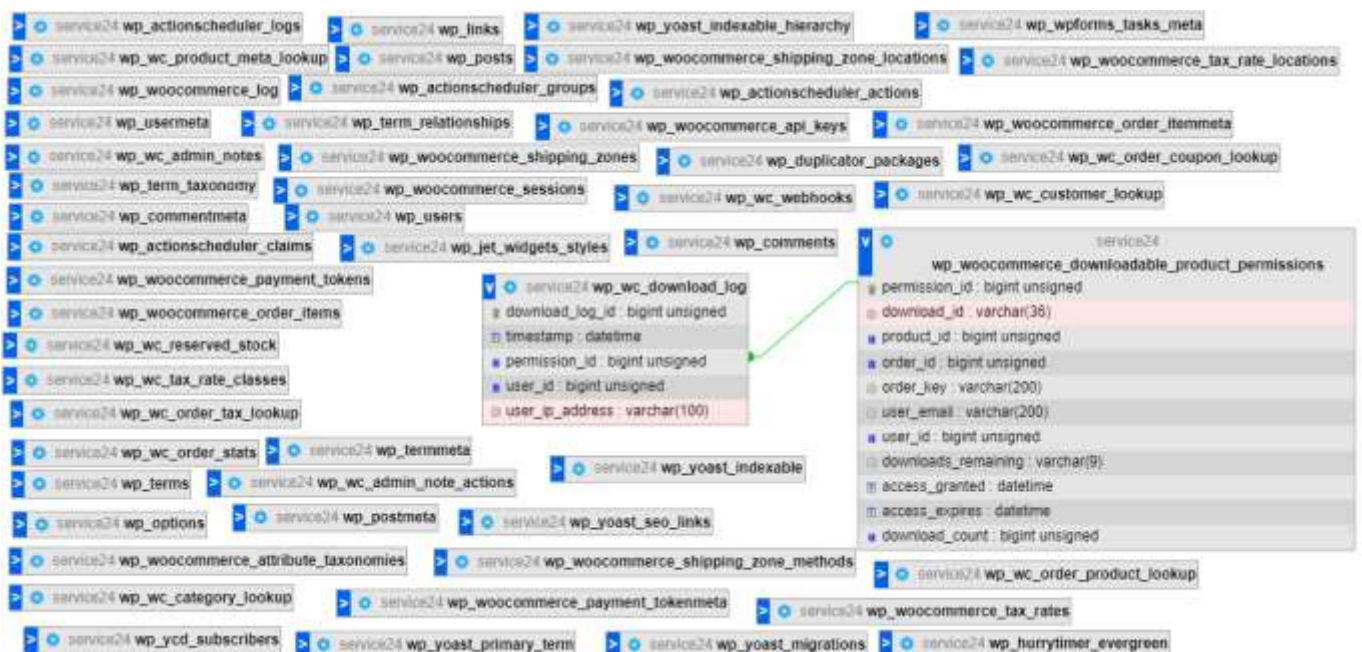 service24 wp_actionscheduler_logs
service24 wp_links
service24 wp_yoast_indexable_hierarchy
service24 wp_wpforms_tasks_meta
service24 wp_wc_product_meta_lookup
service24 wp_posts
service24 wp_woocommerce_shipping_zone_locations
service24 wp_woocommerce_tax_rate_locations
service24 wp_woocommerce_log
service24 wp_actionscheduler_groups
service24 wp_actionscheduler_actions
service24 wp_usermeta
service24 wp_term_relationships
service24 wp_woocommerce_api_keys
service24 wp_woocommerce_order_itemmeta
service24 wp_wc_admin_notes
service24 wp_woocommerce_shipping_zones
service24 wp_duplicator_packages
service24 wp_wc_order_coupon_lookup
service24 wp_term_taxonomy
service24 wp_woocommerce_sessions
service24 wp_wc_webhooks
service24 wp_wc_customer_lookup
service24 wp_commentmeta
service24 wp_users
service24 wp_actionscheduler_claims
service24 wp_jet_widgets_styles
service24 wp_comments
service24
wp_woocommerce_downloadable_product_permissions
permission_id : bigint unsigned
download_id : varchar(36)
product_id : bigint unsigned
order_id : bigint unsigned
order_key : varchar(200)
user_email : varchar(200)
user_id : bigint unsigned
downloads_remaining : varchar(9)
access_granted : datetime
access_expires : datetime
download_count : bigint unsigned
service24 wp_woocommerce_payment_tokens
service24 wp_wc_download_log
download_log_id : bigint unsigned
timestamp : datetime
permission_id : bigint unsigned
user_id : bigint unsigned
user_ip_address : varchar(100)
service24 wp_woocommerce_order_items
service24 wp_wc_reserved_stock
service24 wp_wc_tax_rate_classes
service24 wp_wc_order_tax_lookup
service24 wp_wc_order_stats
service24 wp_termmeta
service24 wp_yoast_indexable
service24 wp_terms
service24 wp_wc_admin_note_actions
service24 wp_options
service24 wp_postmeta
service24 wp_yoast_seo_links
service24 wp_woocommerce_attribute_taxonomies
service24 wp_woocommerce_shipping_zone_methods
service24 wp_wc_order_product_lookup
service24 wp_wc_category_lookup
service24 wp_woocommerce_payment_tokenmeta
service24 wp_woocommerce_tax_rates
service24 wp_ycd_subscribers
service24 wp_yoast_primary_term
service24 wp_yoast_migrations
service24 wp_hurrytimer_evergreen